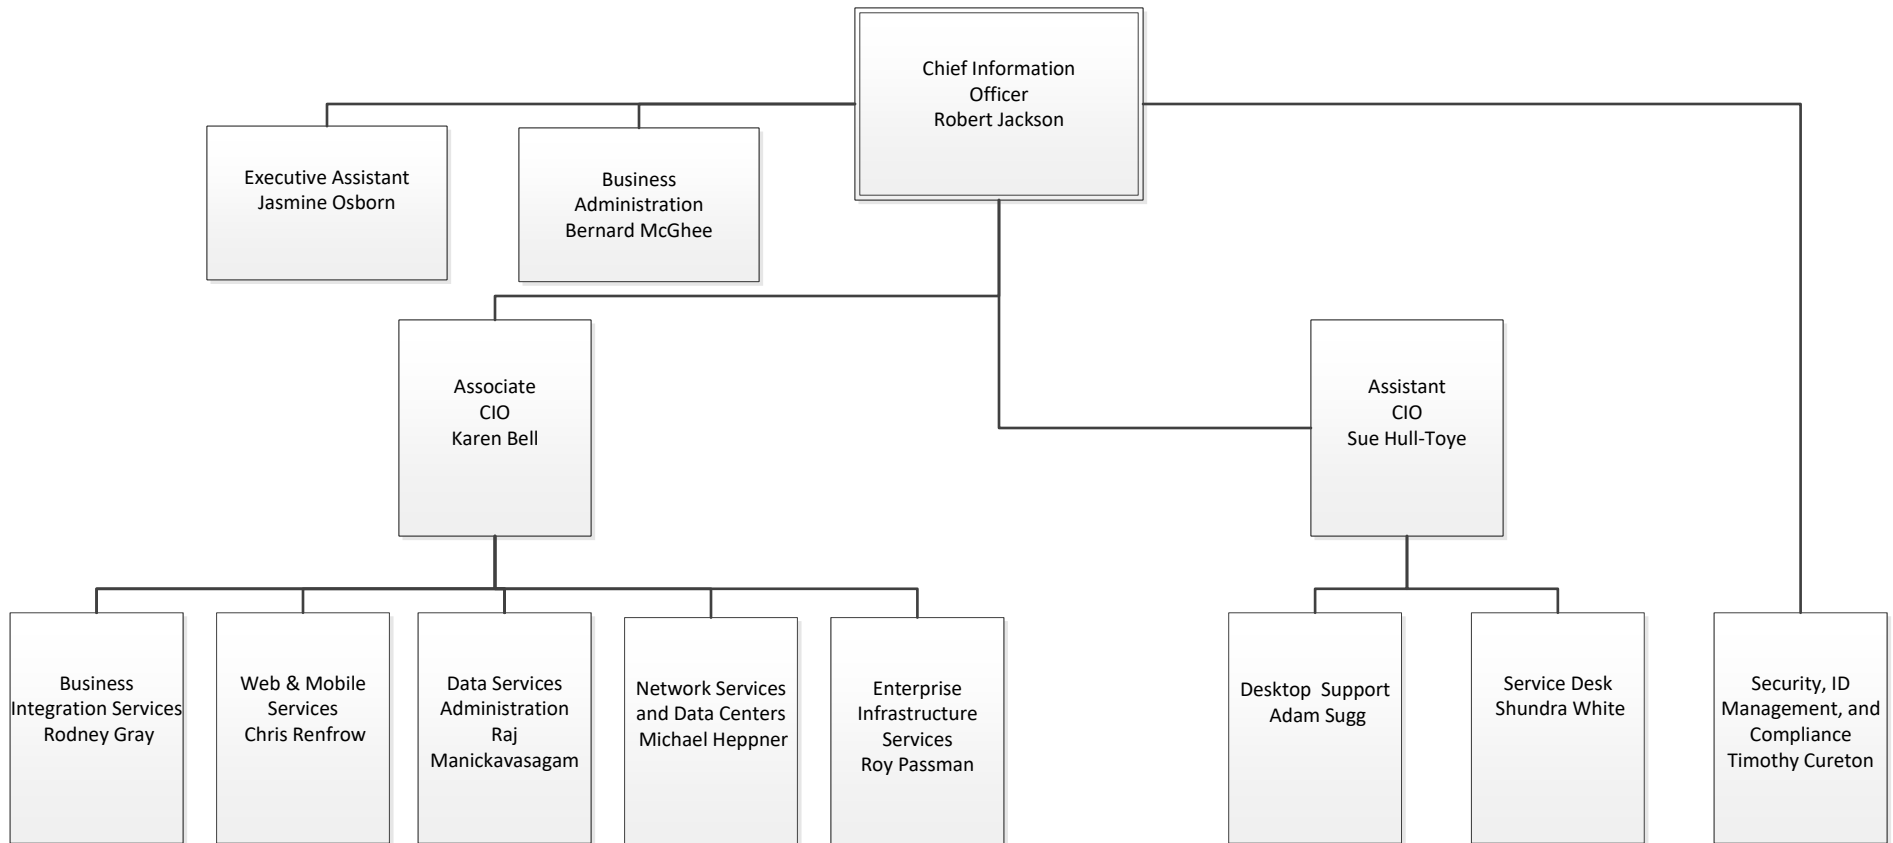 Chief Information
Officer
Robert Jackson
Executive Assistant
Jasmine Osborn
Business
Administration
Bernard McGhee
Associate
CIO
Karen Bell
Assistant
CIO
Sue Hull-Toye
Business
Integration Services
Rodney Gray
Web & Mobile
Services
Chris Renfrow
Data Services
Administration
Raj
Manickavasagam
Network Services
and Data Centers
Michael Heppner
Enterprise
Infrastructure
Services
Roy Passman
Desktop Support
Adam Sugg
Service Desk
Shundra White
Security, ID
Management, and
Compliance
Timothy Cureton